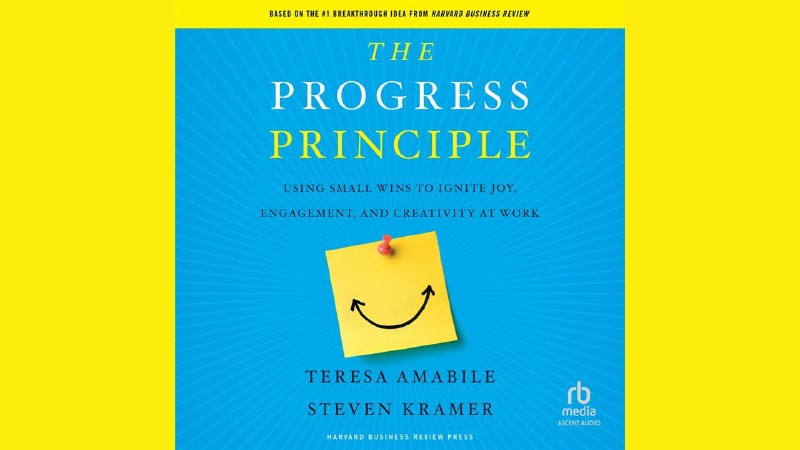 BASED ON THE #1 BREAKTHROUGH IDEA FROM HARVARD BUSINESS REVIEW
THE
PROGRESS
PRINCIPLE
USING SMALL WINS TO IGNITE JOY,
ENGAGEMENT, AND CREATIVITY AT WORK
TERESA AMABILE
STEVEN KRAMER
rb
media
ASCENT AUDIO
HARVARD BUSINESS REVIEW PRESS